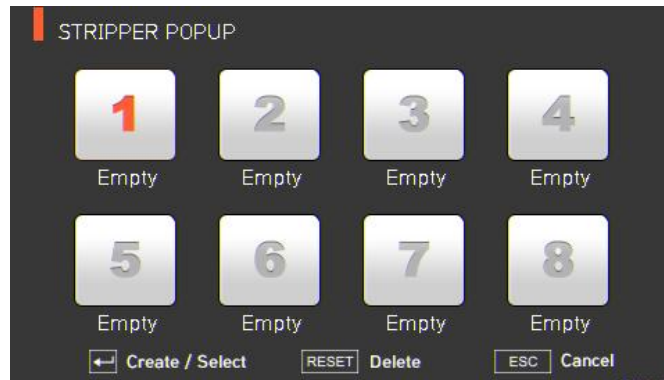 STRIPPER POPUP
1 2 3 4
Empty Empty Empty Empty
5 6 7 8
Empty Empty Empty Empty
Create / Select RESET Delete ESC Cancel